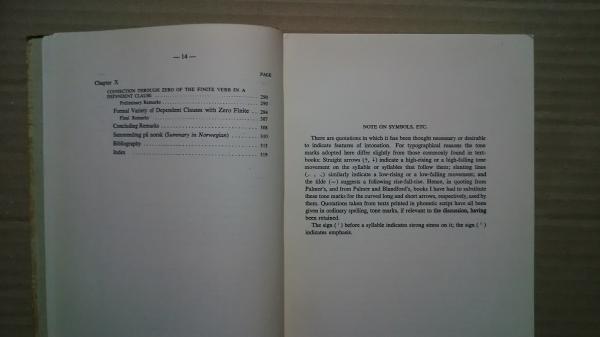 — 14 —
PAGE
Chapter X
CONNECTION THROUGH ZERO OF THE FINITE VERB IN A
DEPENDENT CLAUSE 290
Preliminary Remarks 290
Formal Variety of Dependent Clauses with Zero Finite 294
Final Remarks 307
Concluding Remarks 308
Sammendrag på norsk (Summary in Norwegian) 310
Bibliography
Index 319
NOTE ON SYMBOLS, ETC.
There are quotations in which it has been thought necessary or desirable
to indicate features of intonation. For typographical reasons the tone
marks adopted here differ slightly from those commonly found in text-
books: Straight arrows indicate a high-rising or a high-falling tone
movement on the syllable or syllables that follow them; slanting lines
similarly indicate a low-rising or a low-falling movement; and
the tilde (~) suggests a following rise-fall-rise. Hence, in quoting from
Palmer's, and from Palmer and Blandford's, books I have had to substitute
these tone marks for the curved long and short arrows, respectively, used by
them. Quotations taken from texts printed in phonetic script have all been
given in ordinary spelling, tone marks, if relevant to the discussion, having
been retained.
The sign (') before a syllable indicates strong stress on it; the sign (")
indicates emphasis.